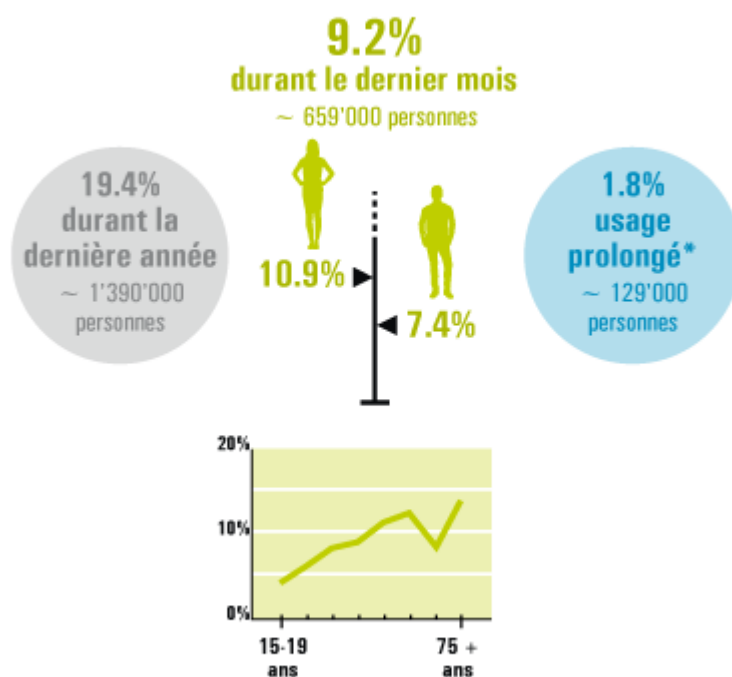 9.2%
durant le dernier mois
~ 659'000 personnes
19.4%
durant la
dernière année
~ 1'390'000
personnes
10.9%
7.4%
1.8%
usage
prolongé*
~ 129'000
personnes
20%
10%
0%
15-19
ans
75 +
ans